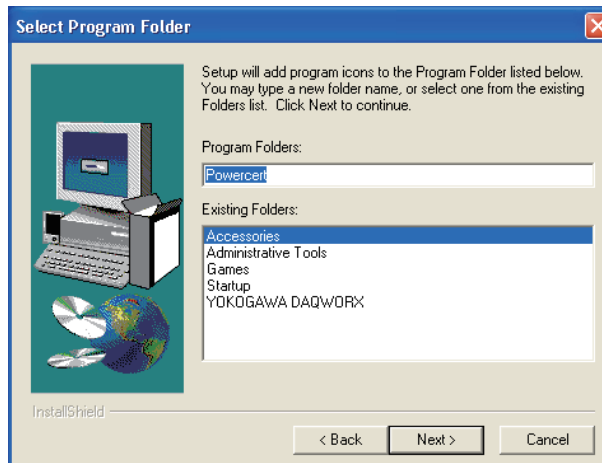 Select Program Folder
Setup will add program icons to the Program Folder listed below.
You may type a new folder name, or select one from the existing
Folders list. Click Next to continue.
Program Folders:
Powercert
Existing Folders:
Accessories
Administrative Tools
Games
Startup
YOKOGAWA DAQWORX
InstallShield
< Back
Next >
Cancel